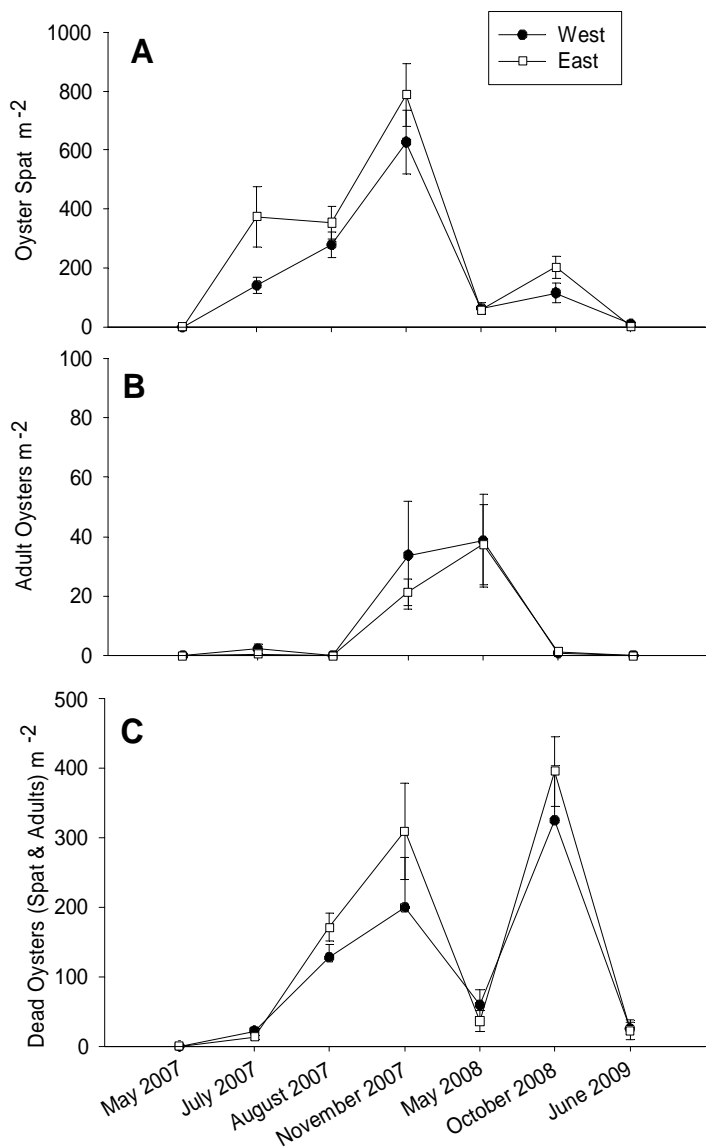 A
West
East
Oyster Spat m -2
1000
800
600
400
200
0
B
Adult Oysters m -2
100
80
60
40
20
0
C
Dead Oysters (Spat & Adults) m -2
500
400
300
200
100
0
May 2007
July 2007
August 2007
November 2007
May 2008
October 2008
June 2009